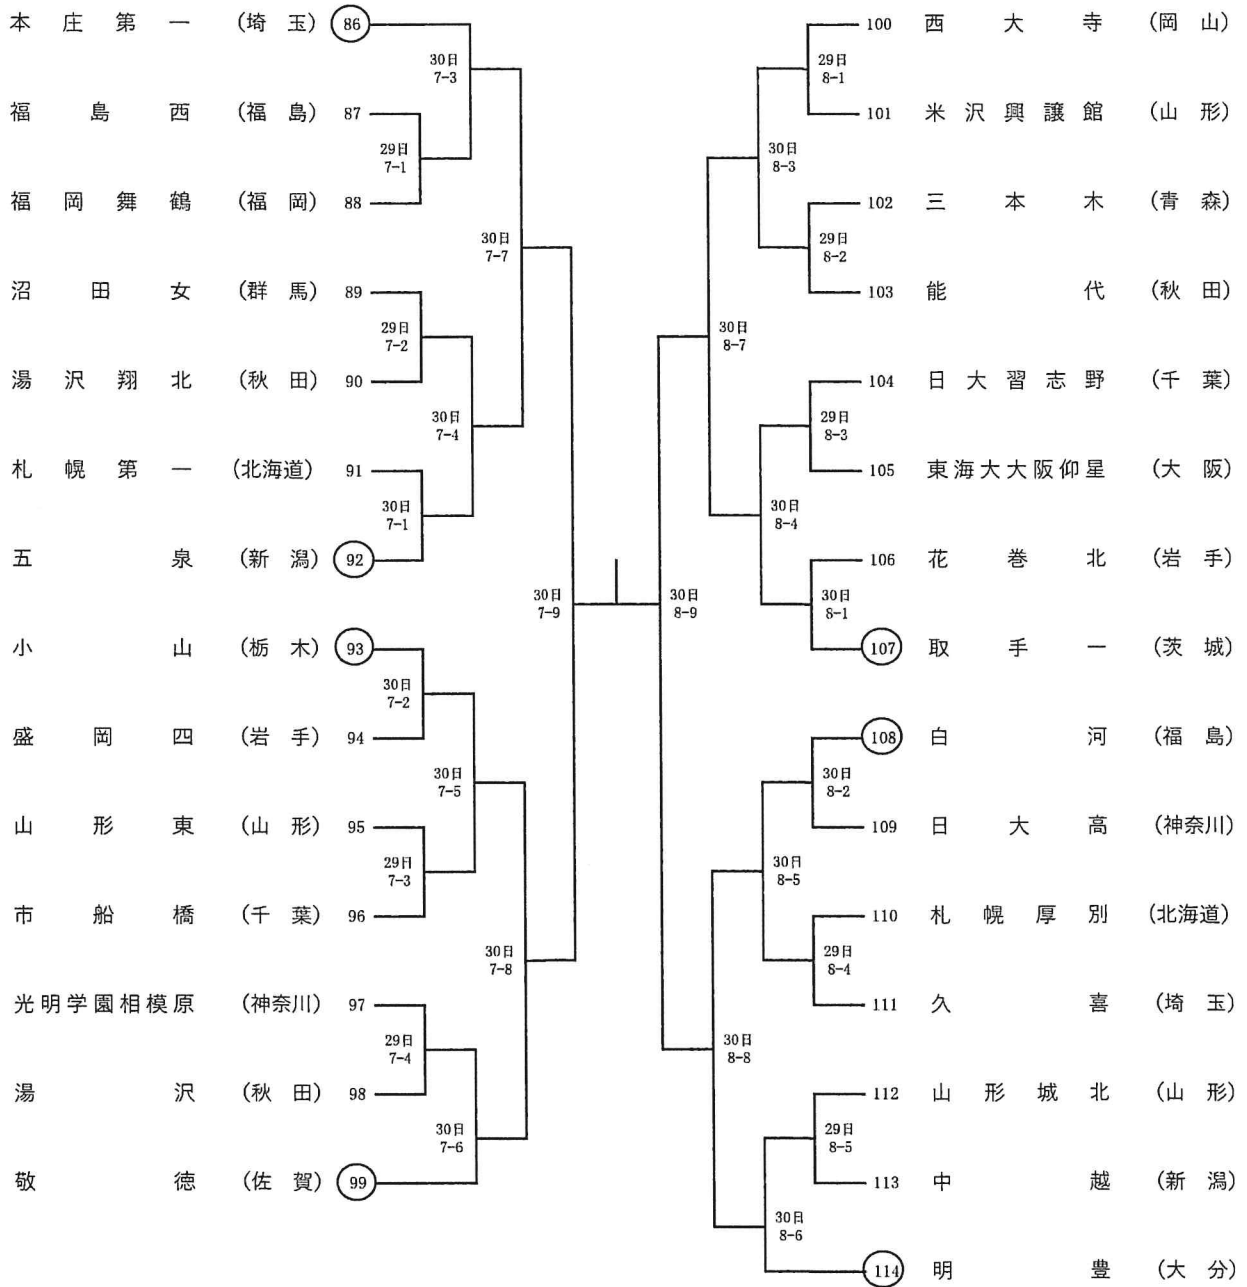 本庄第一 (埼玉) 86
福島西 (福島) 87
福岡舞鶴 (福岡) 88
沼田女 (群馬) 89
湯沢翔北 (秋田) 90
札幌第一 (北海道) 91
五泉 (新潟) 92
小山 (栃木) 93
盛岡四 (岩手) 94
山形東 (山形) 95
市船橋 (千葉) 96
光明学園相模原 (神奈川) 97
湯沢 (秋田) 98
敬徳 (佐賀) 99
30日
7-3
29日
7-1
30日
7-7
29日
7-2
30日
7-4
30日
7-1
30日
7-9
30日
7-2
30日
7-5
29日
7-3
30日
7-8
29日
7-4
30日
7-6
100 西大寺 (岡山)
101 米沢興譲館 (山形)
102 三本木 (青森)
103 能代 (秋田)
104 日大習志野 (千葉)
105 東海大大阪仰星 (大阪)
106 花巻北 (岩手)
107 取手一 (茨城)
108 白河 (福島)
109 日大高 (神奈川)
110 札幌厚別 (北海道)
111 久喜 (埼玉)
112 山形城北 (山形)
113 中越 (新潟)
114 明豊 (大分)
29日
8-1
30日
8-3
29日
8-2
30日
8-7
29日
8-3
30日
8-4
30日
8-1
30日
8-9
30日
8-2
30日
8-5
29日
8-4
30日
8-8
29日
8-5
30日
8-6